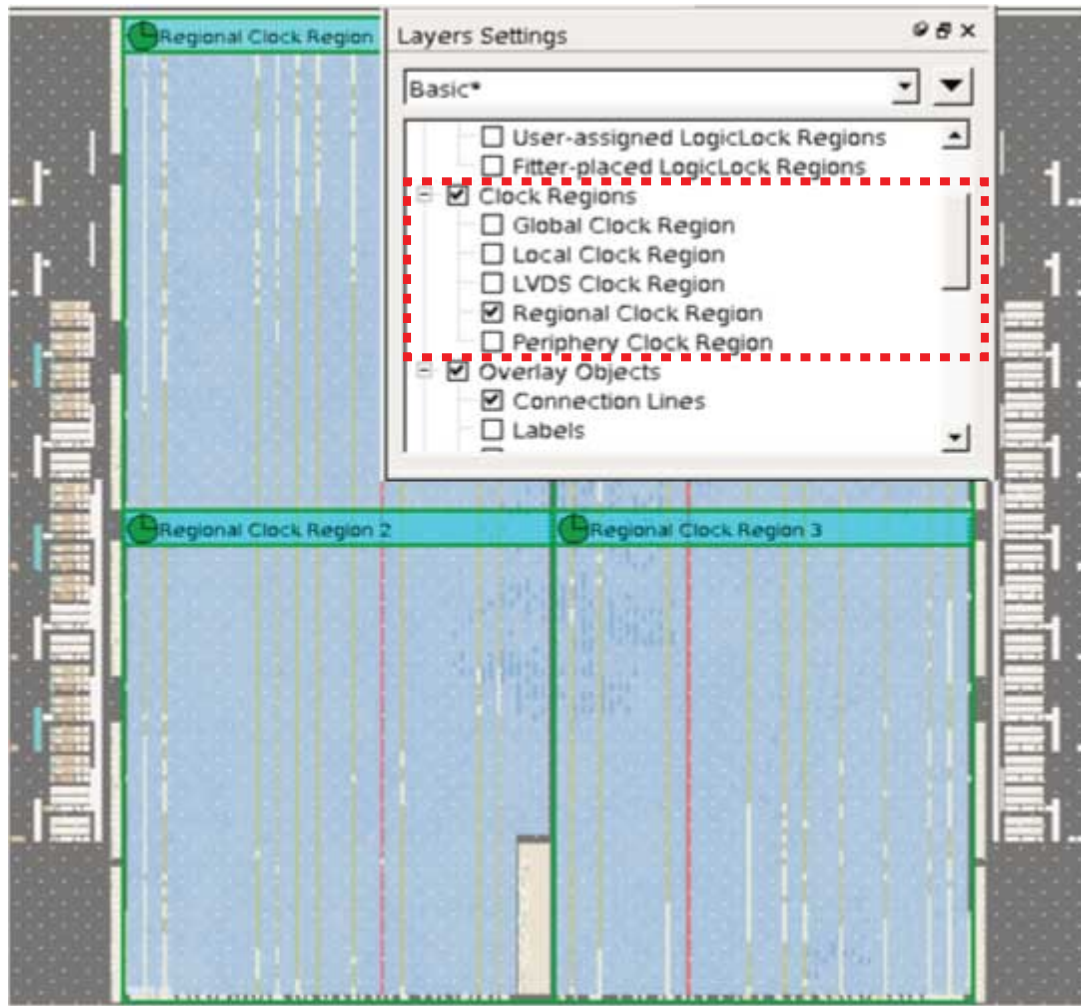 Regional Clock Region
Layers Settings
Basic*
User-assigned LogicLock Regions
Fitter-placed LogicLock Regions
Clock Regions
Global Clock Region
Local Clock Region
LVDS Clock Region
Regional Clock Region
Periphery Clock Region
Overlay Objects
Connection Lines
Labels
Regional Clock Region 2
Regional Clock Region 3